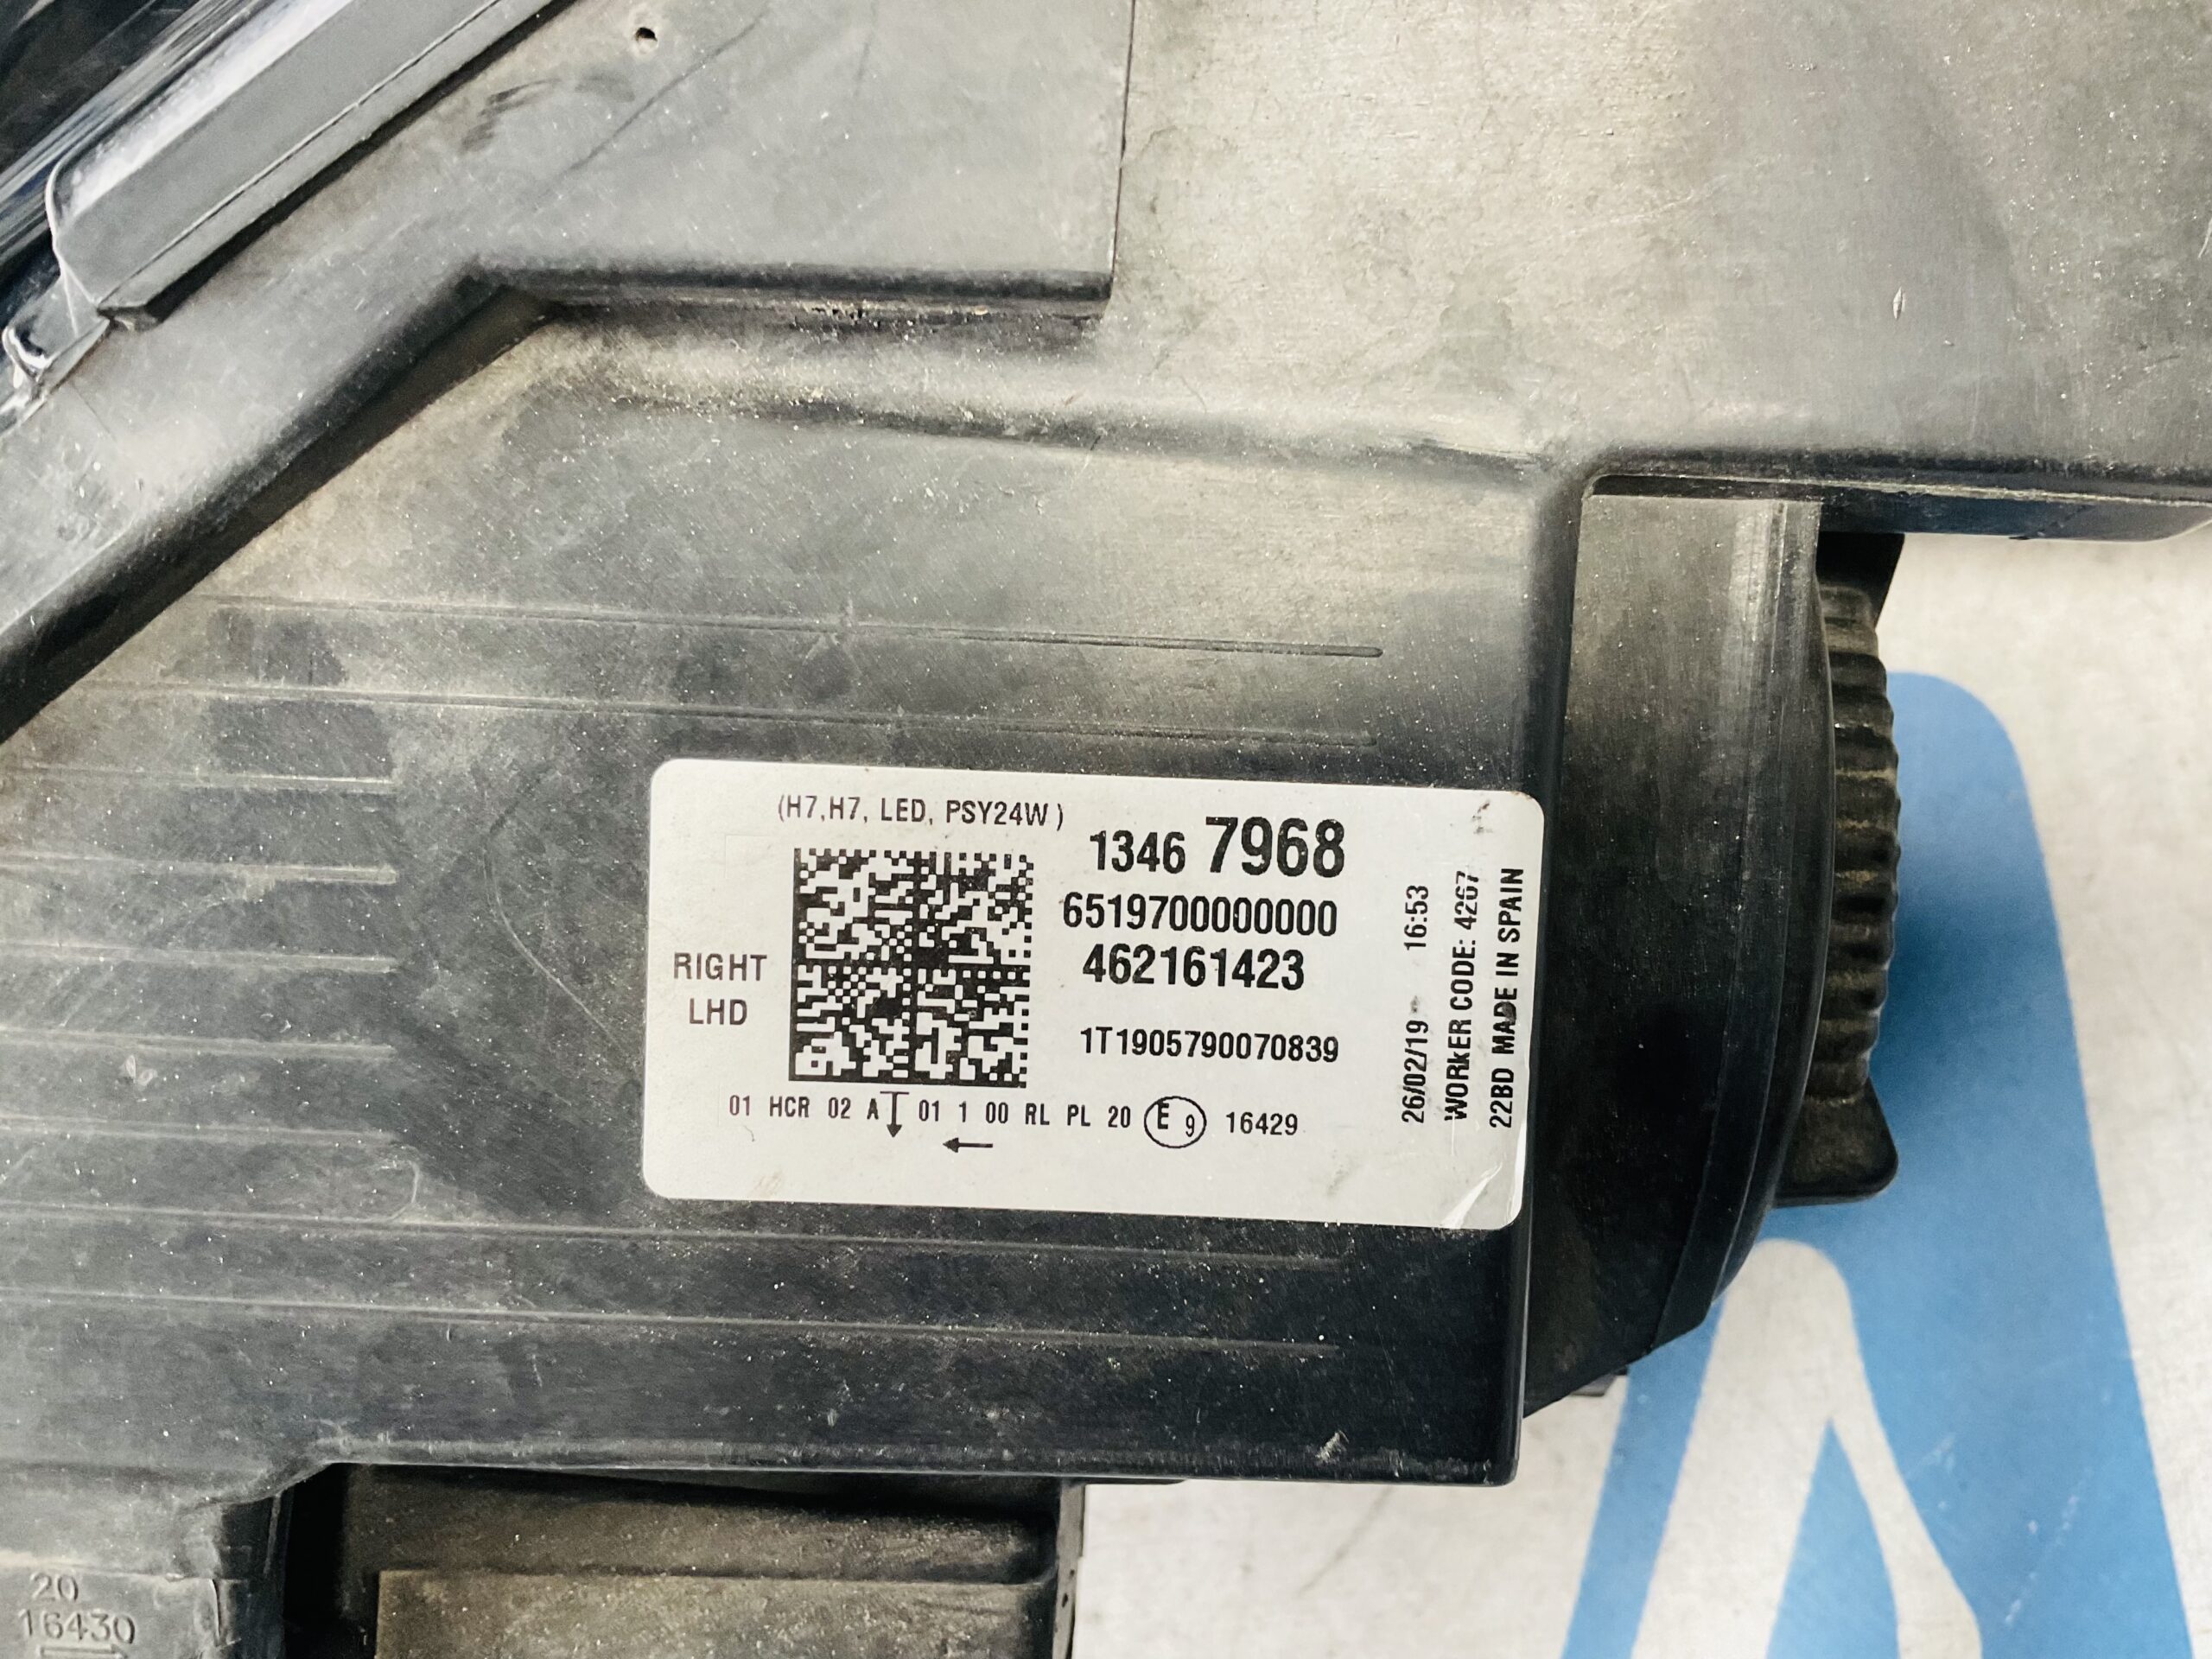 (H7,H7, LED, PSY24W )
1346 7968
6519700000000
462161423
RIGHT
LHD
1T1905790070839
01 HCR 02 A 01 1 00 RL PL 20 E 9 16429
26/02/19 16:53
WORkER CODE: 4267
22BD MADE IN SPAIN
20
16430